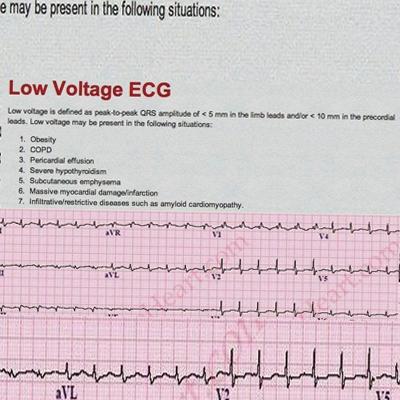 e may be present in the following situations:
Low Voltage ECG
Low voltage is defined as peak-to-peak QRS amplitude of < 5 mm in the limb leads and/or < 10 mm in the precordial
leads. Low voltage may be present in the following situations:
1. Obesity
2. COPD
3. Pericardial effusion
4. Severe hypothyroidism
5. Subcutaneous emphysema
6. Massive myocardial damage/infarction
7. Infiltrative/restrictive diseases such as amyloid cardiomyopathy.
aVR V1 V4
II aVL V2 V5
aVL V2 V5